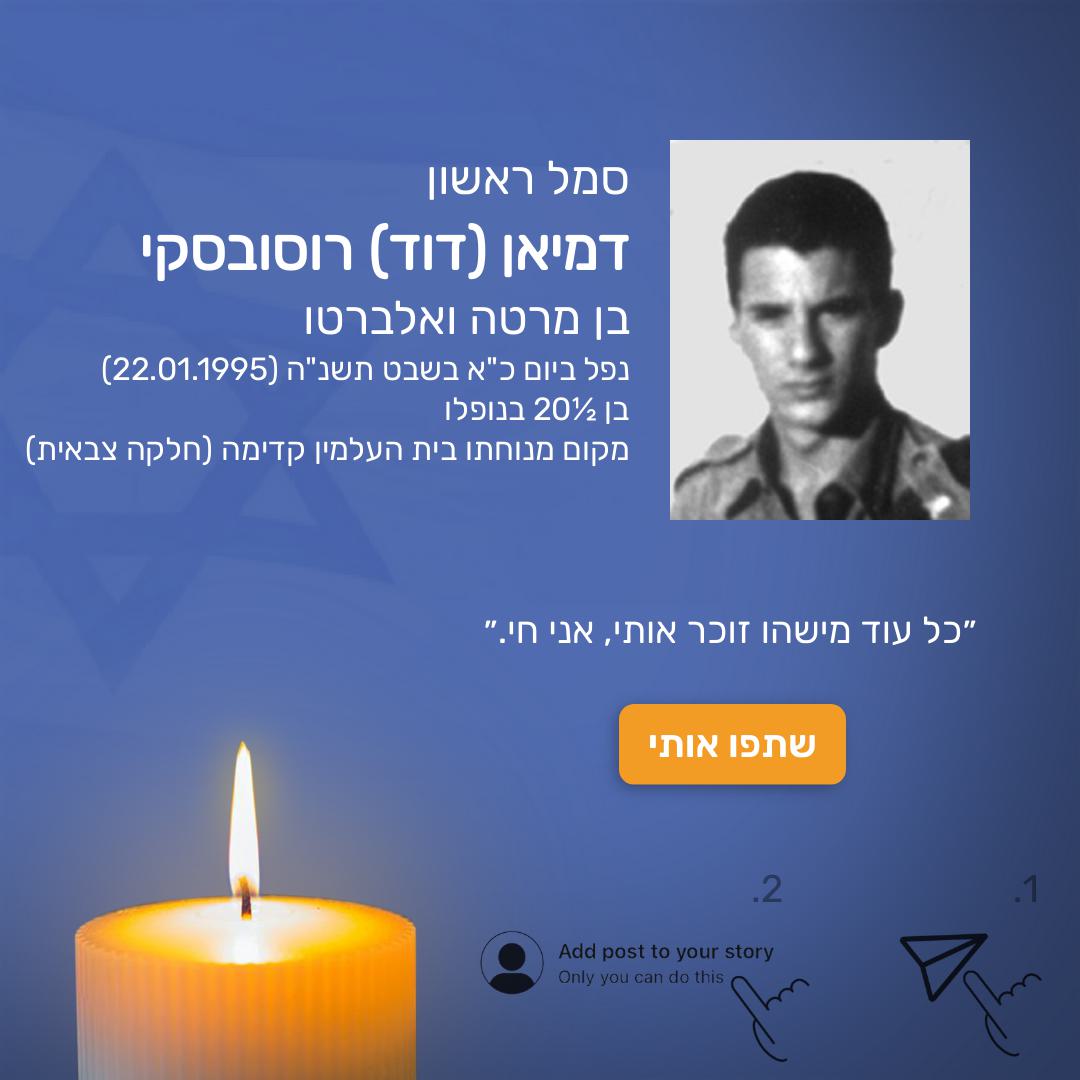 סמל ראשון
דמיאן (דוד) רוסובסקי
בן מרטה ואלברטו
נפל ביום כ"א בשבט תשנ"ה (22.01.1995)
בן 20½ בנופלו
מקום מנוחתו בית העלמין קדימה (חלקה צבאית)
״כל עוד מישהו זוכר אותי, אני חי.״
שתפו אותי
.1
.2
Add post to your story
Only you can do this